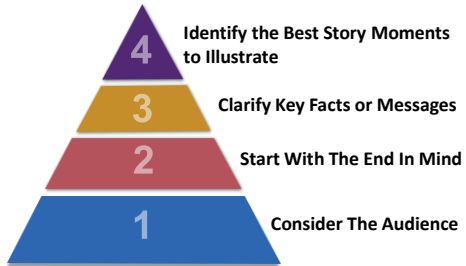 4
Identify the Best Story Moments
to Illustrate
3
Clarify Key Facts or Messages
2
Start With The End In Mind
1
Consider The Audience